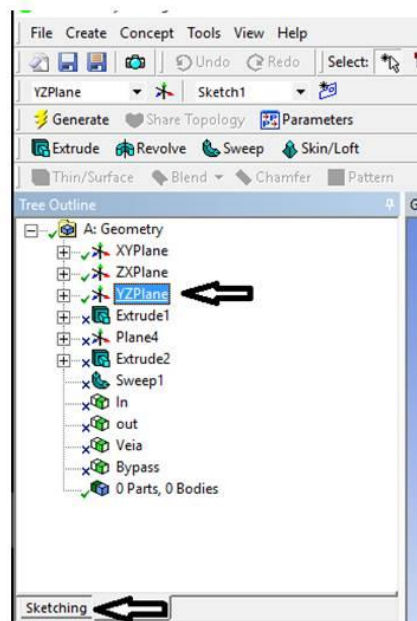 File Create Concept Tools View Help
Undo Redo Select:
YZPlane Sketch1
Generate Share Topology Parameters
Extrude Revolve Sweep Skin/Loft
Thin/Surface Blend Chamfer Pattern
Tree Outline G
A: Geometry
XYPlane
ZXPlane
YZPlane
Extrude1
Plane4
Extrude2
Sweep1
In
out
Veia
Bypass
0 Parts, 0 Bodies
Sketching